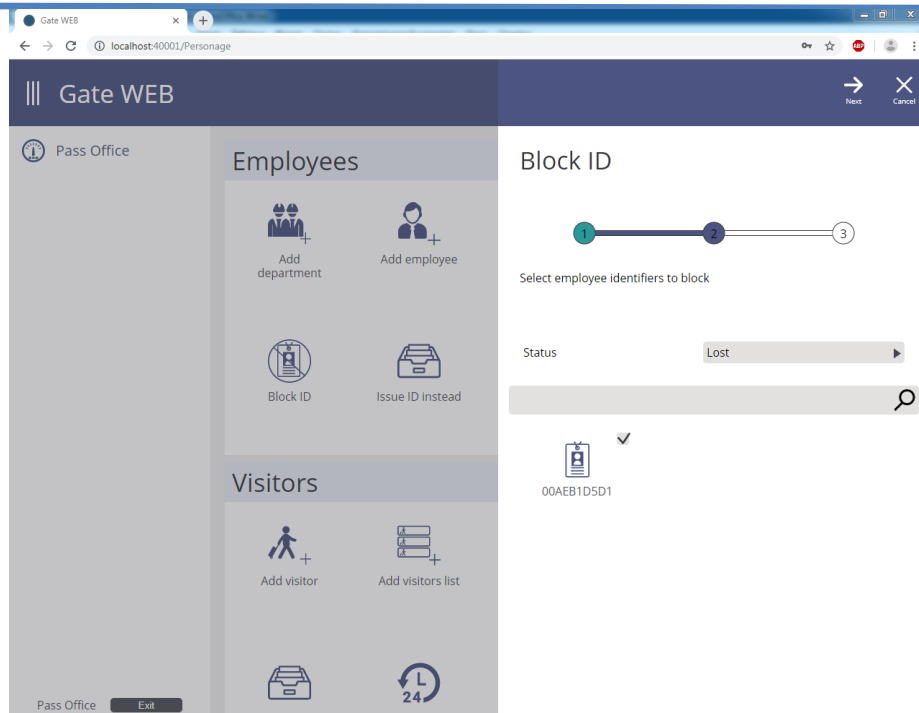 Gate WEB
localhost:40001/Personage
ABP
Gate WEB
Next
Cancel
Pass Office
Employees
Add
department
Add employee
Block ID
Issue ID instead
Visitors
Add visitor
Add visitors list
24
Pass Office
Exit
Block ID
1
2
3
Select employee identifiers to block
Status
Lost
00AEB1D5D1